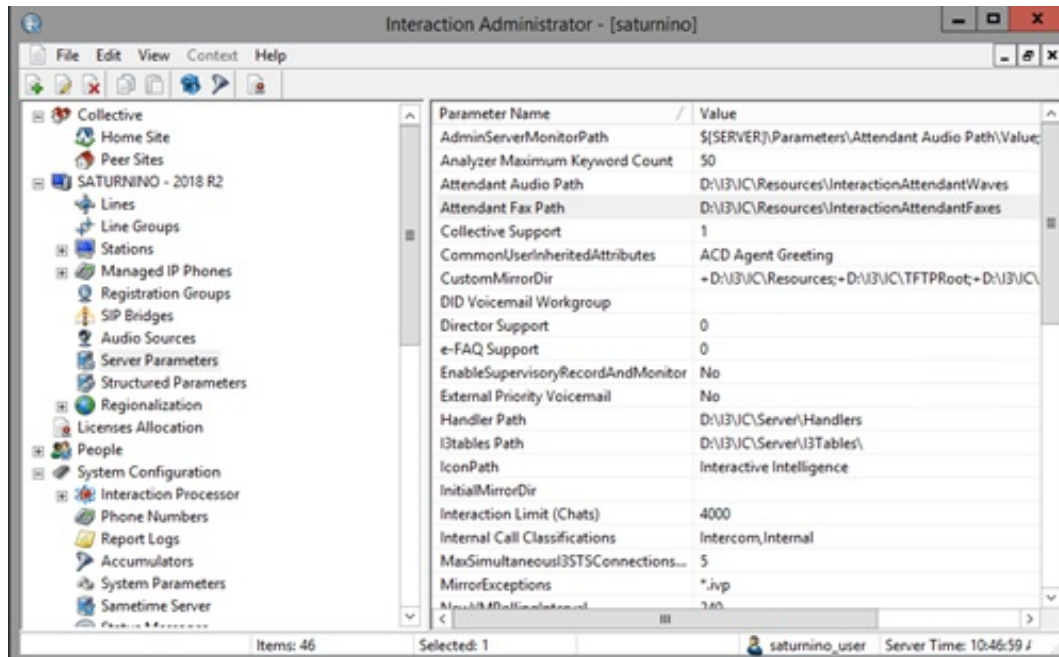 Interaction Administrator - [saturnino]
File Edit View Context Help
Collective
Home Site
Peer Sites
SATURNINO - 2018 R2
Lines
Line Groups
Stations
Managed IP Phones
Registration Groups
SIP Bridges
Audio Sources
Server Parameters
Structured Parameters
Regionalization
Licenses Allocation
People
System Configuration
Interaction Processor
Phone Numbers
Report Logs
Accumulators
System Parameters
Sametime Server
Parameter Name Value
AdminServerMonitorPath $[SERVER]\Parameters\Attendant Audio Path\Value;
Analyzer Maximum Keyword Count 50
Attendant Audio Path D:\I3\IC\Resources\InteractionAttendantWaves
Attendant Fax Path D:\I3\IC\Resources\InteractionAttendantFaxes
Collective Support 1
CommonUserInheritedAttributes ACD Agent Greeting
CustomMirrorDir +D:\I3\IC\Resources;+D:\I3\IC\TFTPRoot;+D:\I3\IC\
DID Voicemail Workgroup
Director Support 0
e-FAQ Support 0
EnableSupervisoryRecordAndMonitor No
External Priority Voicemail No
Handler Path D:\I3\IC\Server\Handlers
I3tables Path D:\I3\IC\Server\I3Tables\
IconPath Interactive Intelligence
InitialMirrorDir
Interaction Limit (Chats) 4000
Internal Call Classifications Intercom,Internal
MaxSimultaneousI3STSConnections... 5
MirrorExceptions *.ivp
Items: 46 Selected: 1 saturnino_user Server Time: 10:46:59